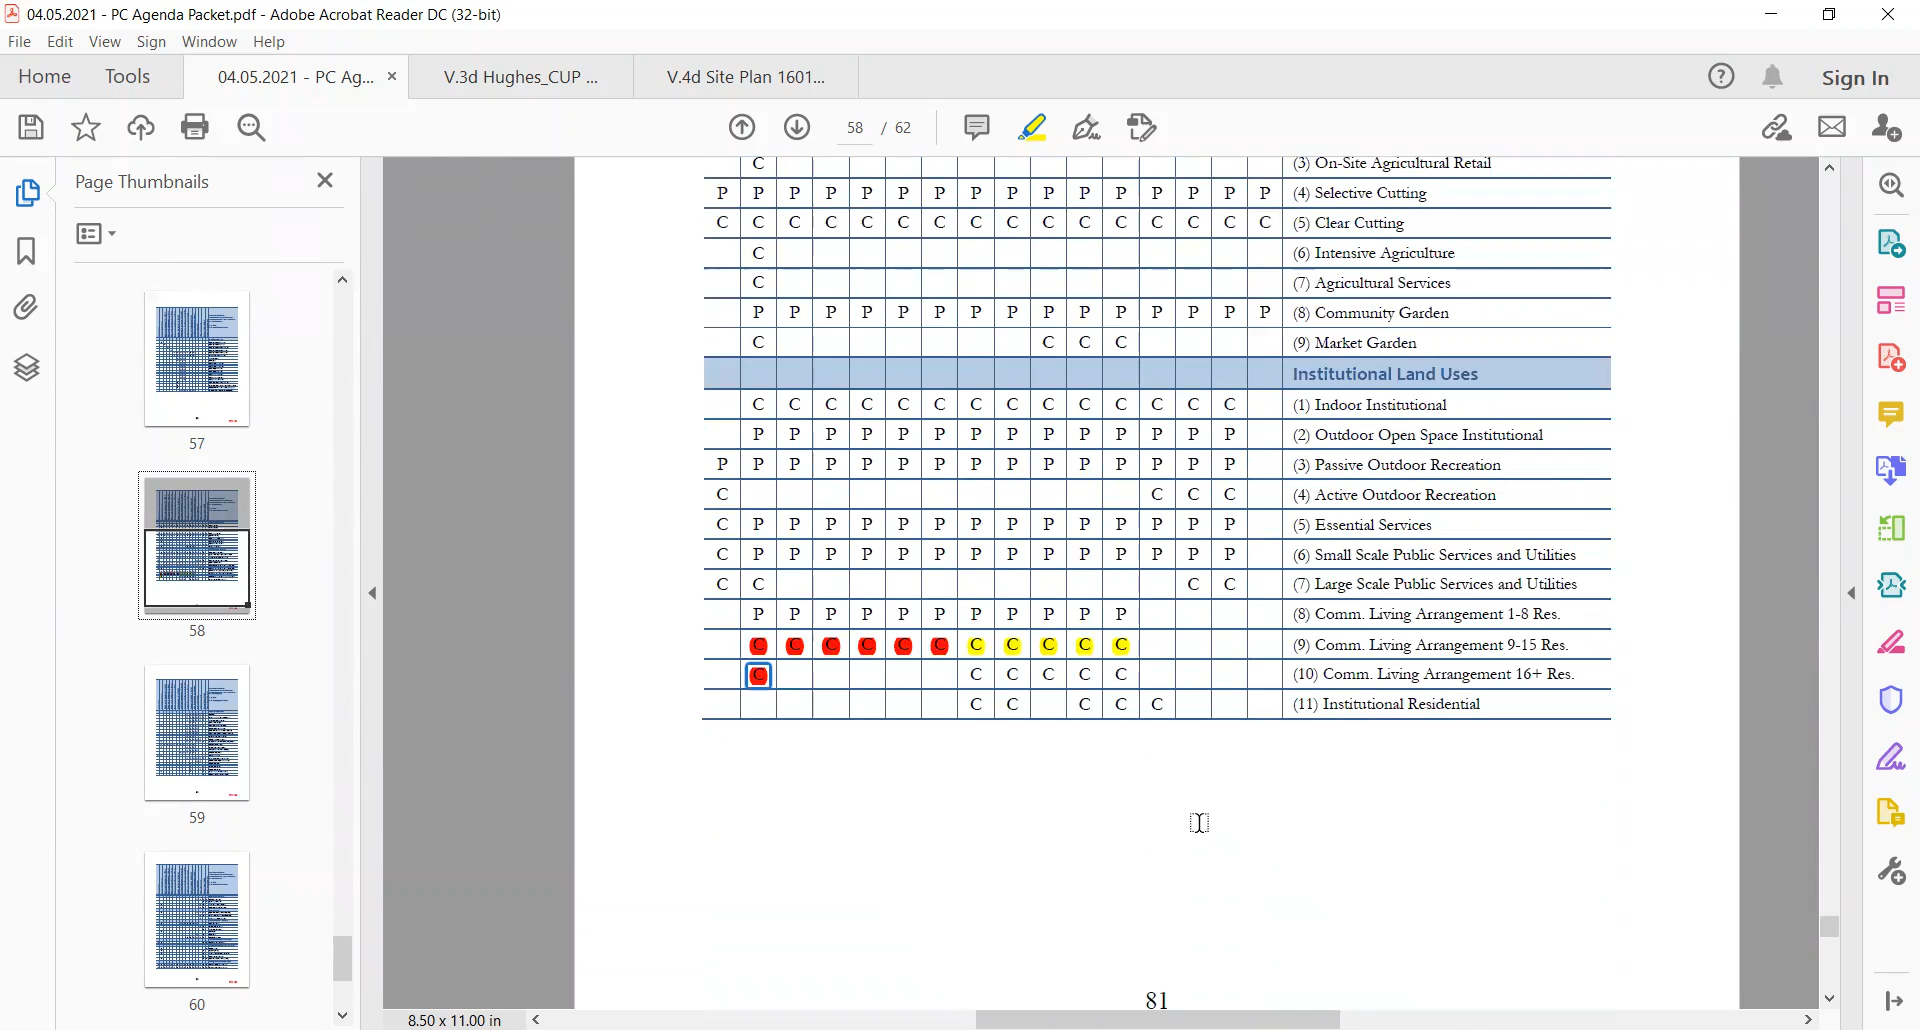 04.05.2021 - PC Agenda Packet.pdf - Adobe Acrobat Reader DC (32-bit)
File Edit View Sign Window Help
Home Tools 04.05.2021 - PC Ag... × V.3d Hughes_CUP ... V.4d Site Plan 1601... Sign In
58 / 62
Page Thumbnails
57
58
59
60
C (3) On-Site Agricultural Retail
P P P P P P P P P P P P P P P P (4) Selective Cutting
C C C C C C C C C C C C C C C C (5) Clear Cutting
C (6) Intensive Agriculture
C (7) Agricultural Services
P P P P P P P P P P P P P P P (8) Community Garden
C C C C (9) Market Garden
Institutional Land Uses
C C C C C C C C C C C C C C (1) Indoor Institutional
P P P P P P P P P P P P P P (2) Outdoor Open Space Institutional
P P P P P P P P P P P P P P P (3) Passive Outdoor Recreation
C C C C (4) Active Outdoor Recreation
C P P P P P P P P P P P P P P (5) Essential Services
C P P P P P P P P P P P P P P (6) Small Scale Public Services and Utilities
C C C C (7) Large Scale Public Services and Utilities
P P P P P P P P P P P (8) Comm. Living Arrangement 1-8 Res.
C C C C C C C C C C C (9) Comm. Living Arrangement 9-15 Res.
C C C C C C (10) Comm. Living Arrangement 16+ Res.
C C C C C (11) Institutional Residential
81
8.50 x 11.00 in